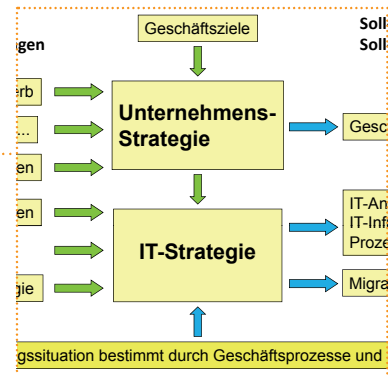 Geschäftsziele
Soll
Soll
gen
erb
...
en
en
gie
Unternehmens-
Strategie
Gesc
IT-Strategie
IT-An
IT-Inf
Proze
Migra
gssituation bestimmt durch Geschäftsprozesse und